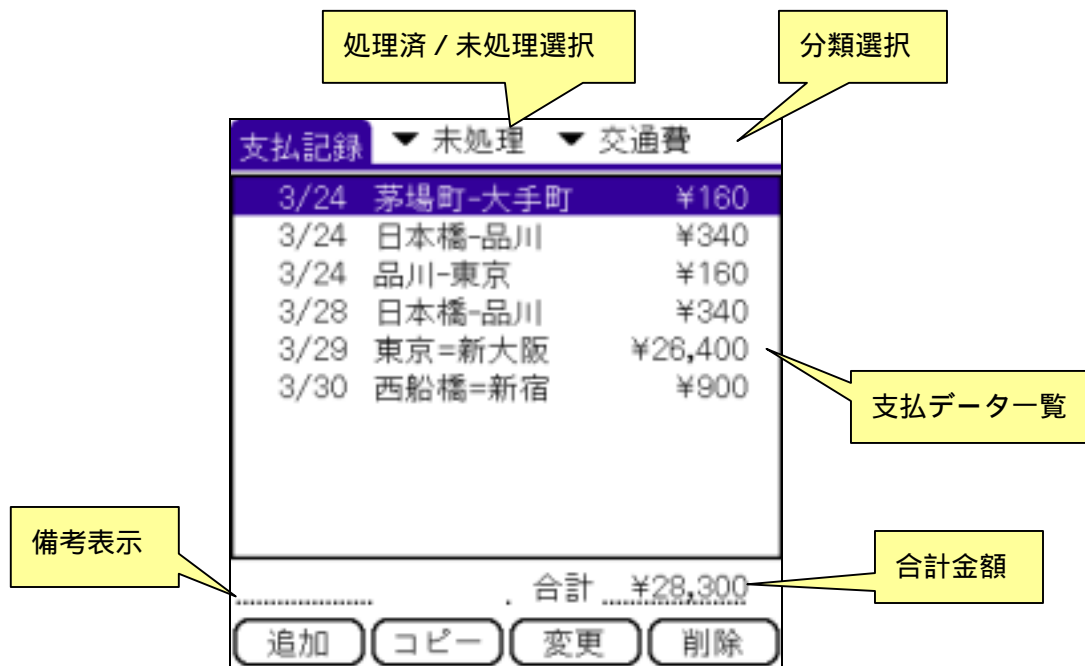 処理済 / 未処理選択
分類選択
支払記録 ▼ 未処理 ▼ 交通費
3/24 茅場町-大手町 ¥160
3/24 日本橋-品川 ¥340
3/24 品川-東京 ¥160
3/28 日本橋-品川 ¥340
3/29 東京=新大阪 ¥26,400
3/30 西船橋=新宿 ¥900
支払データ一覧
備考表示
合計 ¥28,300
合計金額
追加 コピー 変更 削除